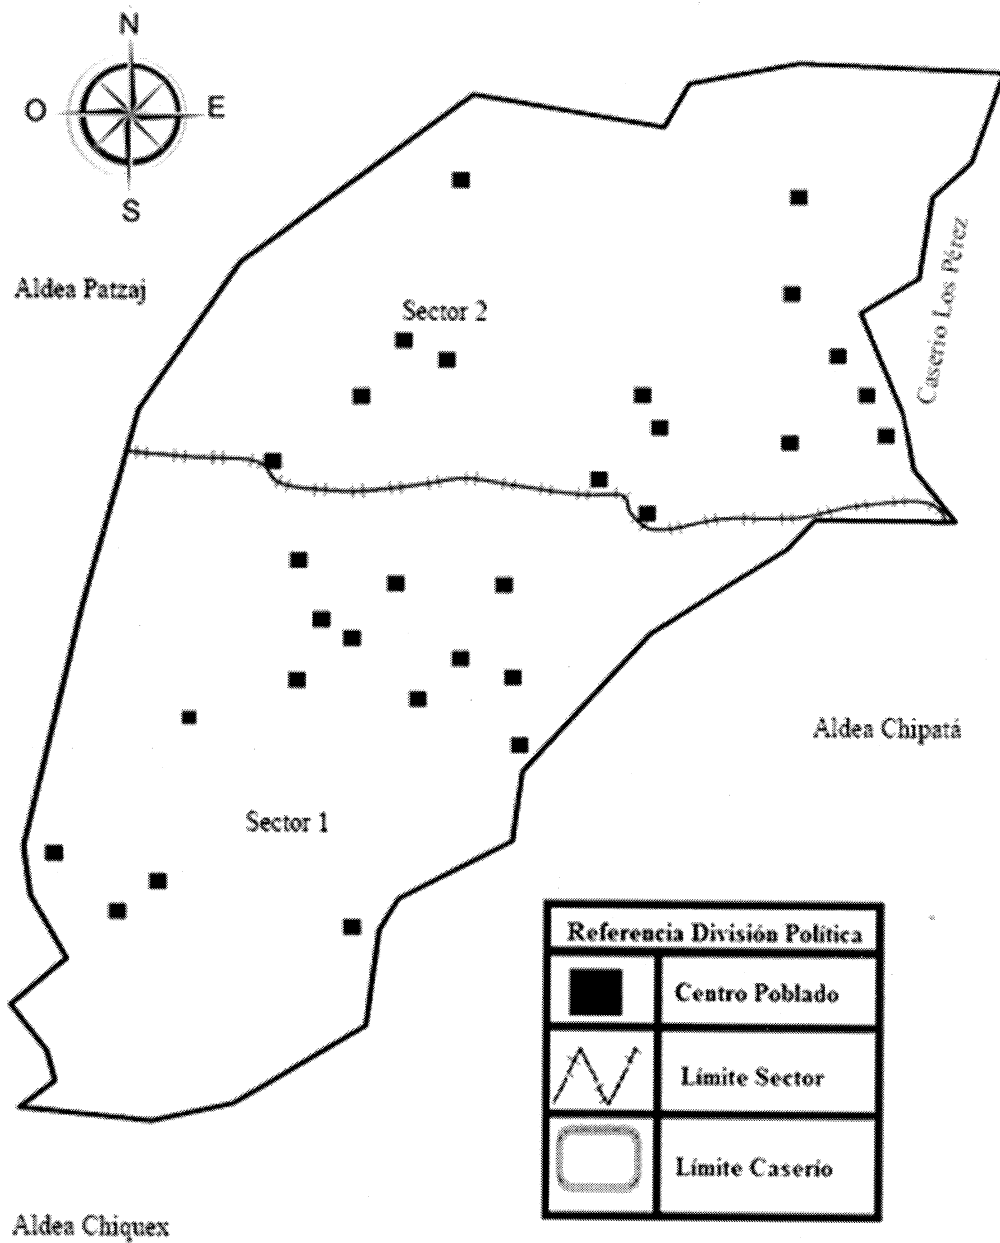 N
O
E
S
Aldea Patzaj
Sector 2
Caserío Los Pérez
Aldea Chipatá
Sector 1
Referencia División Política
Centro Poblado
Límite Sector
Límite Caserío
Aldea Chiquex